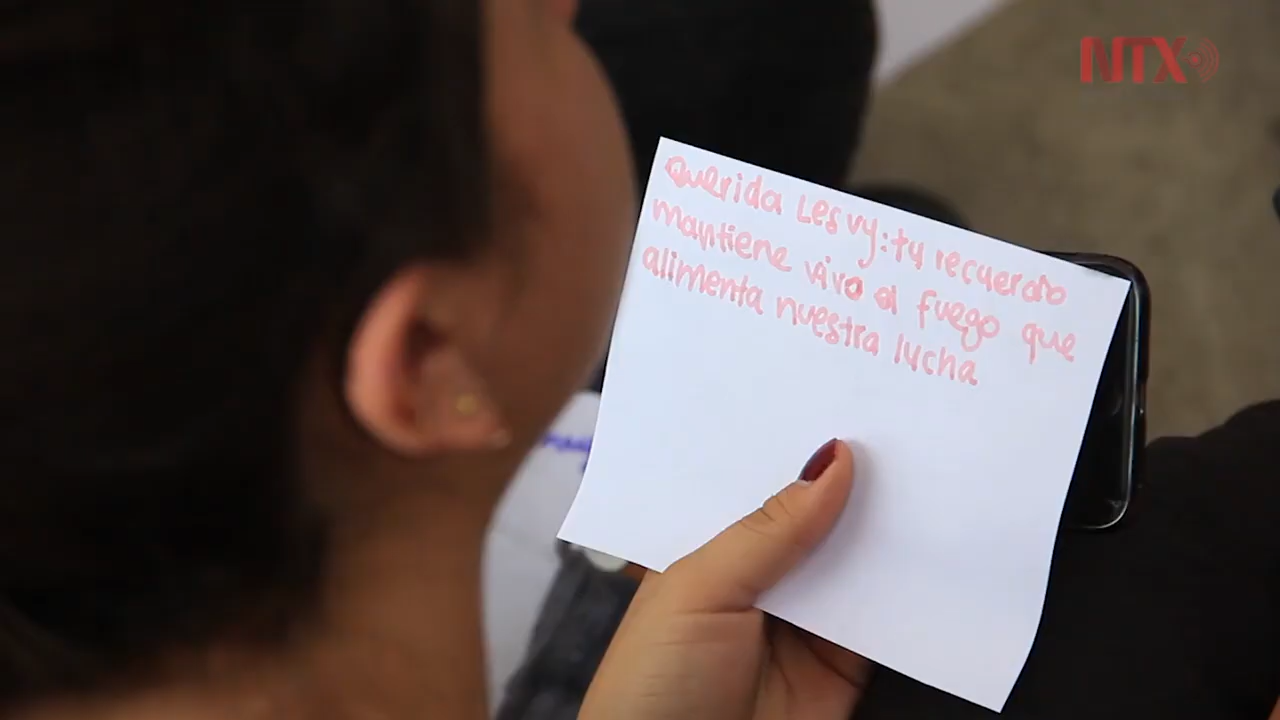 NTX
Querida Lesvy: tu recuerdo
mantiene vivo el fuego que
alimenta nuestra lucha